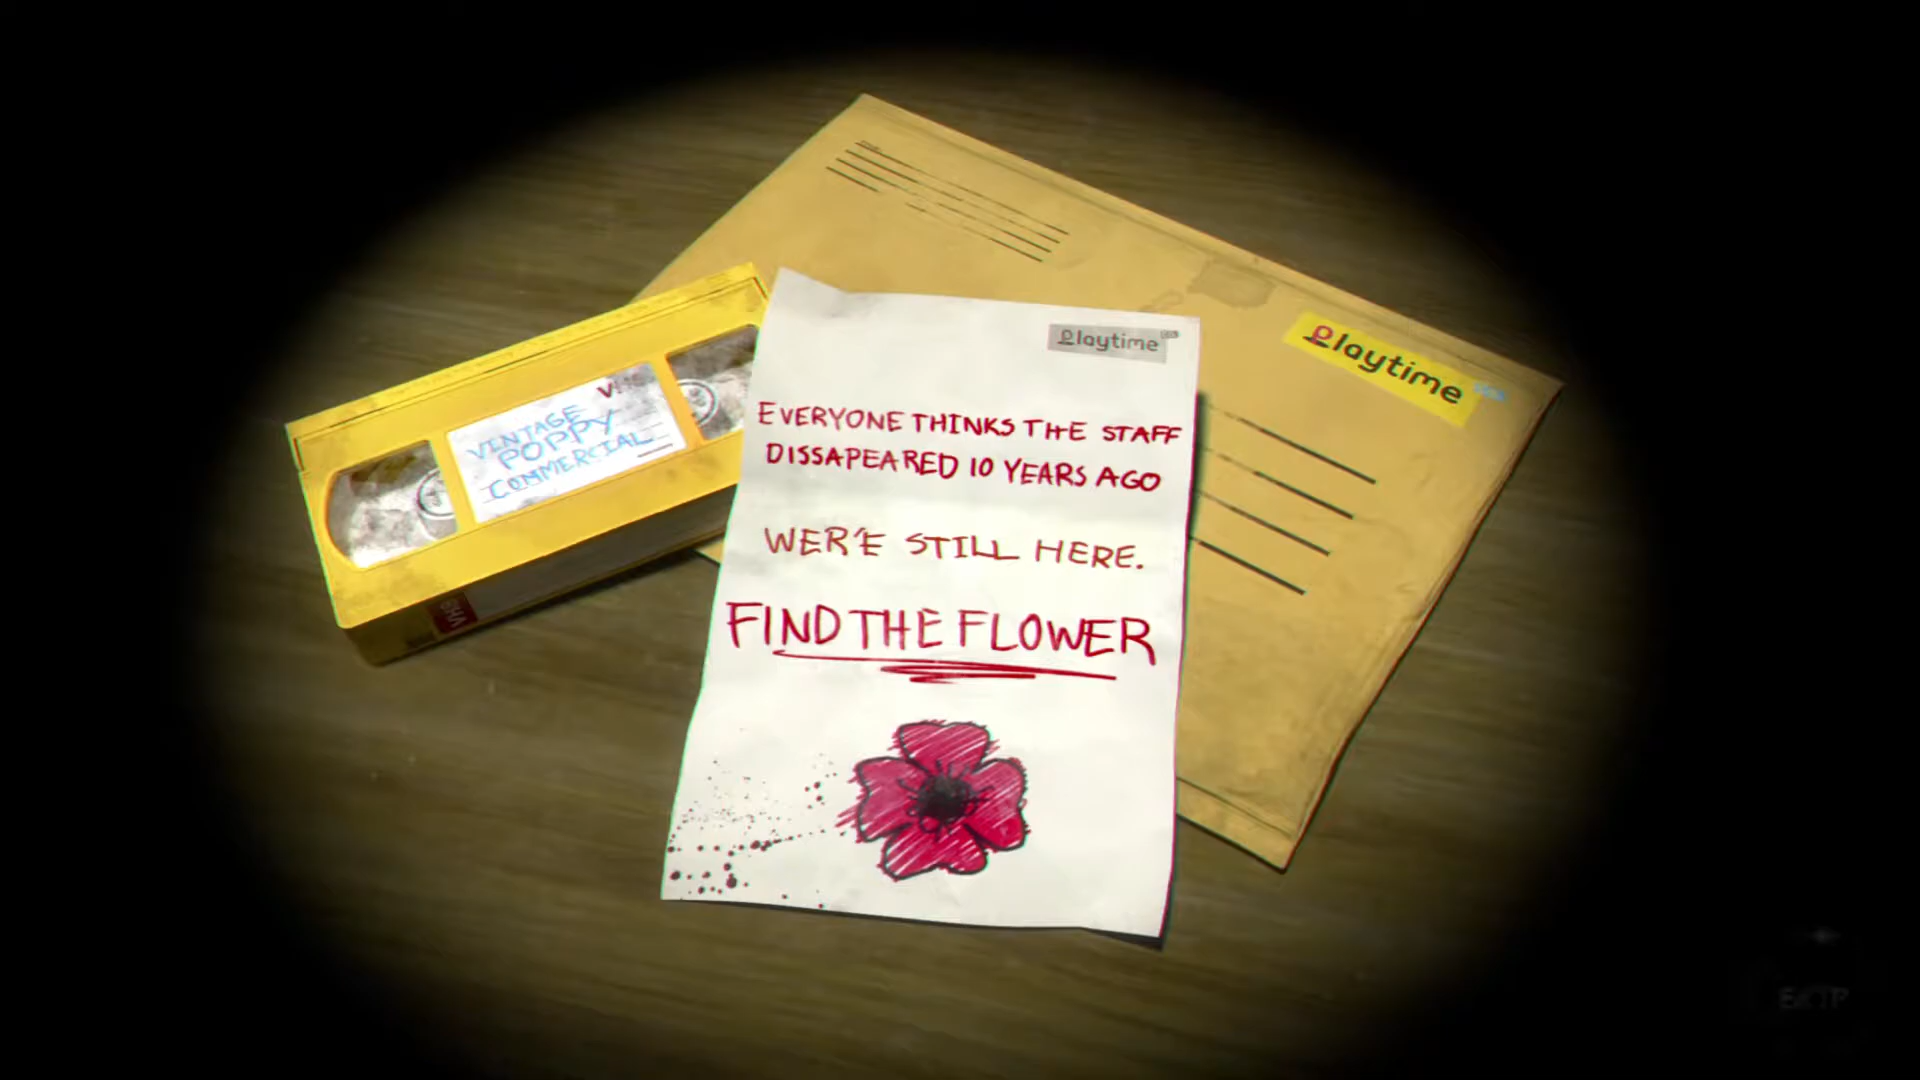 Playtime
Playtime
VINTAGE
POPPY
COMMERCIAL
VHS
EVERYONE THINKS THE STAFF
DISSAPEARED 10 YEARS AGO
WER'E STILL HERE.
FIND THE FLOWER